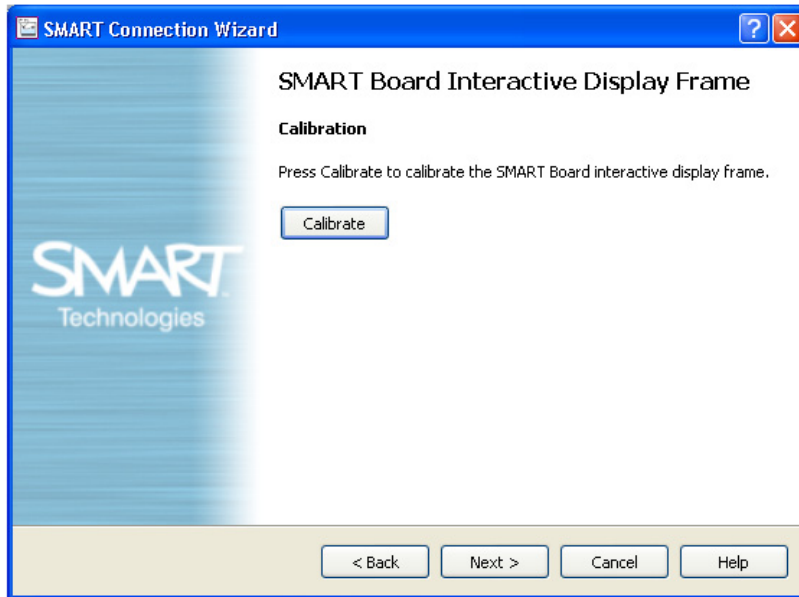 SMART Connection Wizard
SMART Board Interactive Display Frame
Calibration
Press Calibrate to calibrate the SMART Board interactive display frame.
Calibrate
SMART
Technologies
< Back
Next >
Cancel
Help